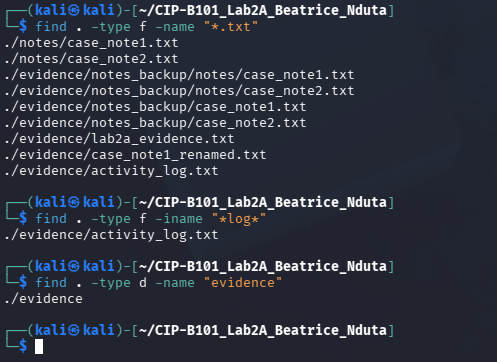 ┌──(kali㉿kali)-[~/CIP-B101_Lab2A_Beatrice_Nduta]
└─$ find . -type f -name "*.txt"
./notes/case_note1.txt
./notes/case_note2.txt
./evidence/notes_backup/notes/case_note1.txt
./evidence/notes_backup/notes/case_note2.txt
./evidence/notes_backup/case_note1.txt
./evidence/notes_backup/case_note2.txt
./evidence/lab2a_evidence.txt
./evidence/case_note1_renamed.txt
./evidence/activity_log.txt
┌──(kali㉿kali)-[~/CIP-B101_Lab2A_Beatrice_Nduta]
└─$ find . -type f -iname "*log*"
./evidence/activity_log.txt
┌──(kali㉿kali)-[~/CIP-B101_Lab2A_Beatrice_Nduta]
└─$ find . -type d -name "evidence"
./evidence
┌──(kali㉿kali)-[~/CIP-B101_Lab2A_Beatrice_Nduta]
└─$